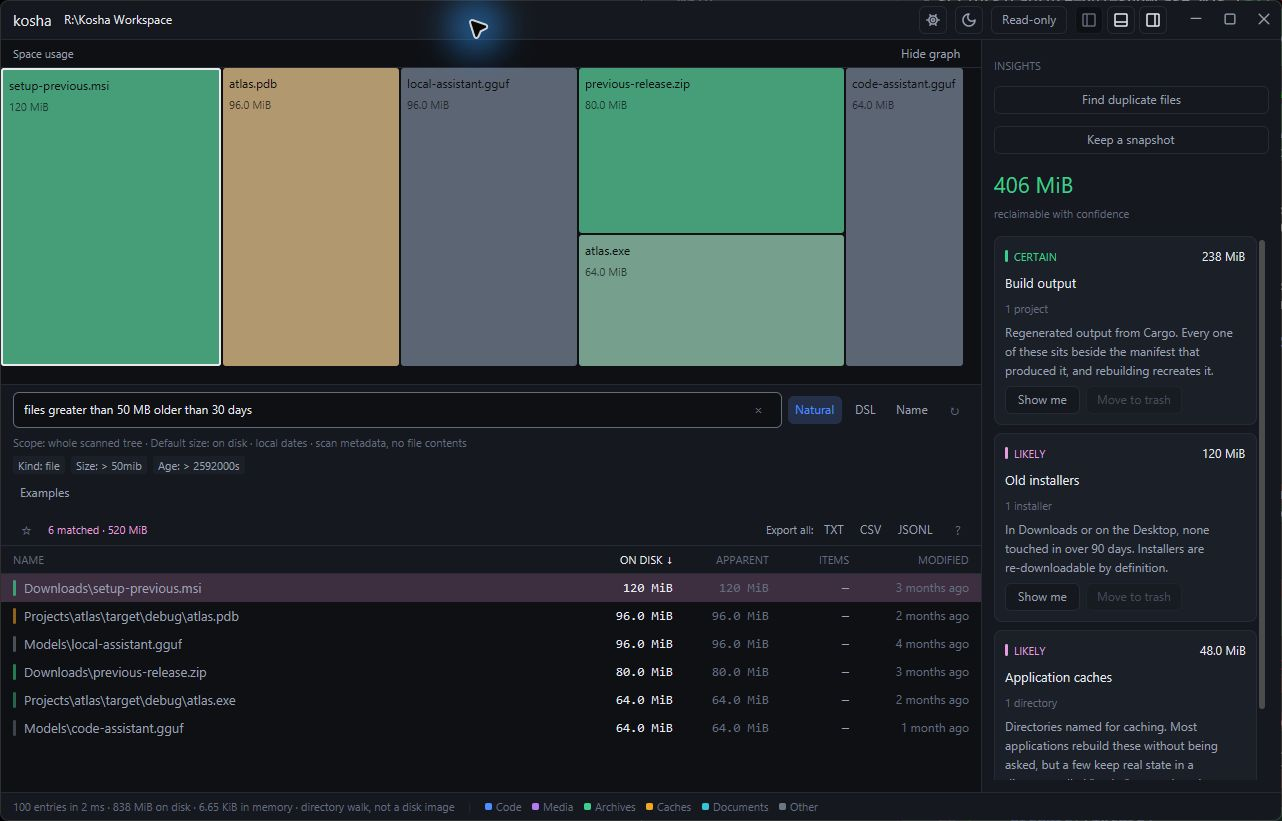 kosha R:\Kosha Workspace
Read-only
Space usage
Hide graph
setup-previous.msi
120 MiB
atlas.pdb
96.0 MiB
local-assistant.gguf
96.0 MiB
previous-release.zip
80.0 MiB
atlas.exe
64.0 MiB
code-assistant.gguf
64.0 MiB
files greater than 50 MB older than 30 days ×
Natural DSL Name ↻
Scope: whole scanned tree · Default size: on disk · local dates · scan metadata, no file contents
Kind: file Size: > 50mib Age: > 2592000s
Examples
☆ 6 matched · 520 MiB
Export all: TXT CSV JSONL ?
NAME ON DISK ↓ APPARENT ITEMS MODIFIED
Downloads\setup-previous.msi 120 MiB 120 MiB — 3 months ago
Projects\atlas\target\debug\atlas.pdb 96.0 MiB 96.0 MiB — 2 months ago
Models\local-assistant.gguf 96.0 MiB 96.0 MiB — 4 months ago
Downloads\previous-release.zip 80.0 MiB 80.0 MiB — 3 months ago
Projects\atlas\target\debug\atlas.exe 64.0 MiB 64.0 MiB — 2 months ago
Models\code-assistant.gguf 64.0 MiB 64.0 MiB — 1 month ago
INSIGHTS
Find duplicate files
Keep a snapshot
406 MiB
reclaimable with confidence
CERTAIN 238 MiB
Build output
1 project
Regenerated output from Cargo. Every one
of these sits beside the manifest that
produced it, and rebuilding recreates it.
Show me Move to trash
LIKELY 120 MiB
Old installers
1 installer
In Downloads or on the Desktop, none
touched in over 90 days. Installers are
re-downloadable by definition.
Show me Move to trash
LIKELY 48.0 MiB
Application caches
1 directory
Directories named for caching. Most
applications rebuild these without being
asked, but a few keep real state in a
100 entries in 2 ms · 838 MiB on disk · 6.65 KiB in memory · directory walk, not a disk image
Code Media Archives Caches Documents Other